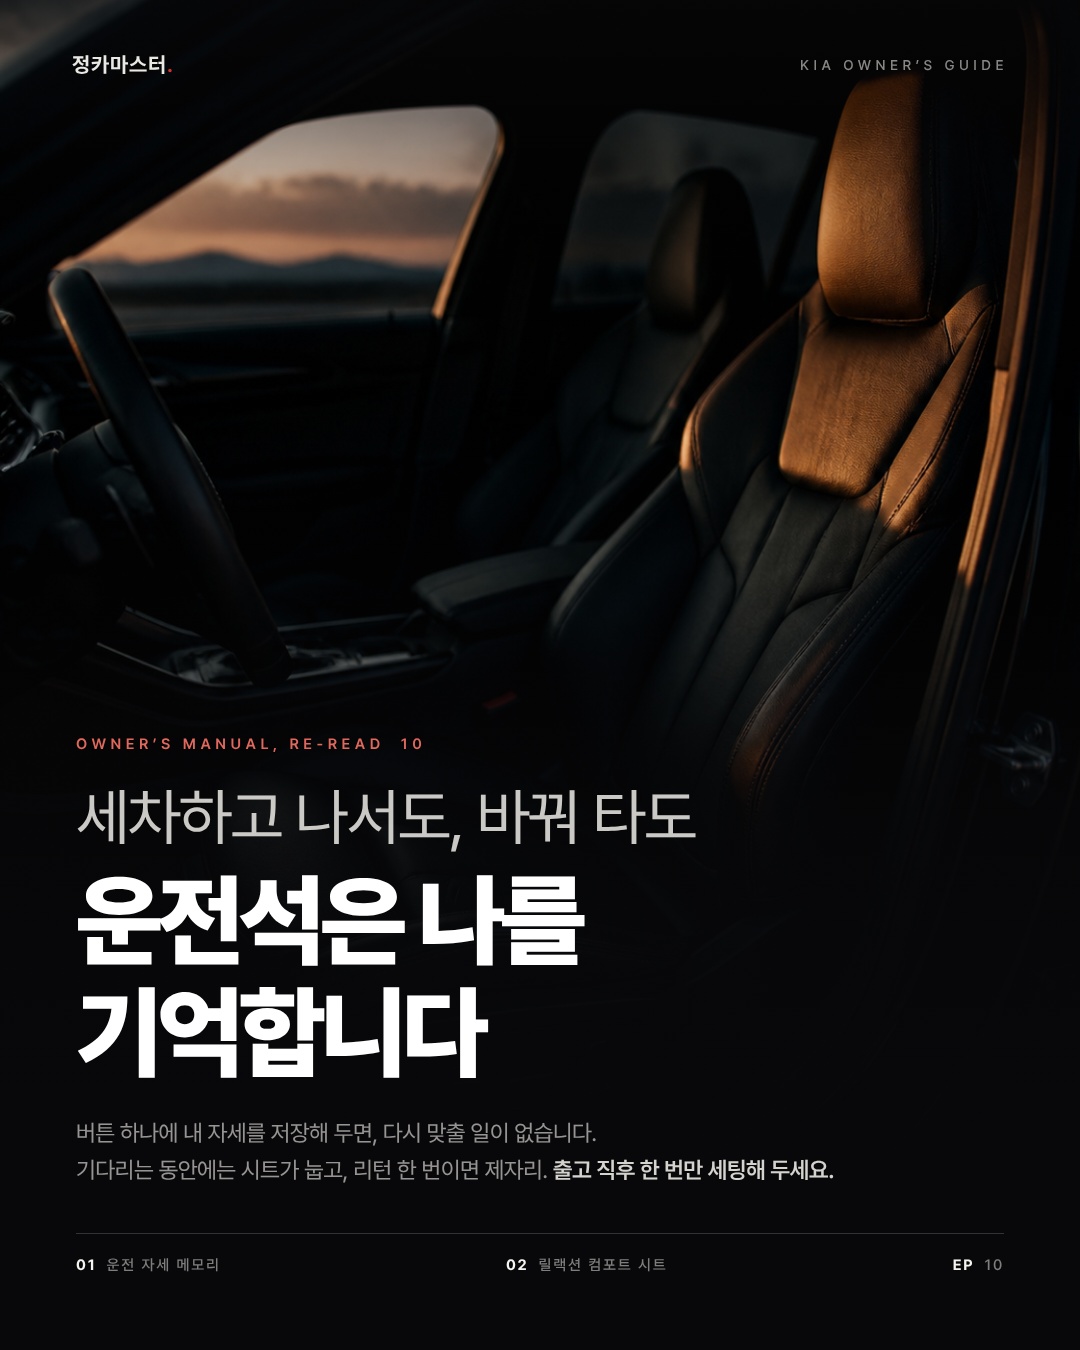 정카마스터.
KIA OWNER’S GUIDE
OWNER’S MANUAL, RE-READ 10
세차하고 나서도, 바꿔 타도
운전석은 나를
기억합니다
버튼 하나에 내 자세를 저장해 두면, 다시 맞출 일이 없습니다.
기다리는 동안에는 시트가 눕고, 리턴 한 번이면 제자리. 출고 직후 한 번만 세팅해 두세요.
01 운전 자세 메모리
02 릴랙션 컴포트 시트
EP 10